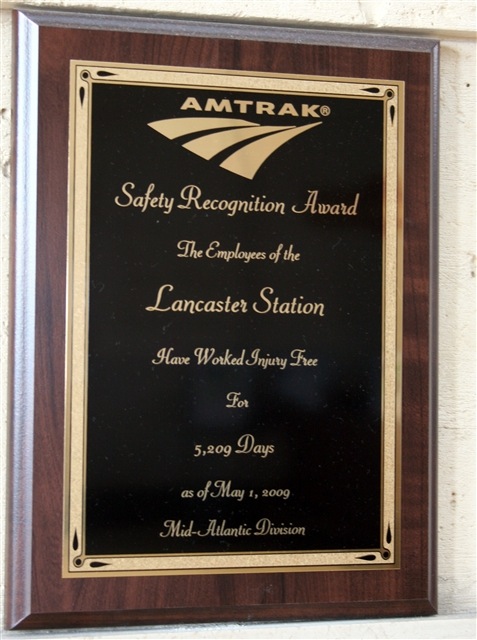 AMTRAK®
Safety Recognition Award
The Employees of the
Lancaster Station
Have Worked Injury Free
For
5,209 Days
as of May 1, 2009
Mid-Atlantic Division